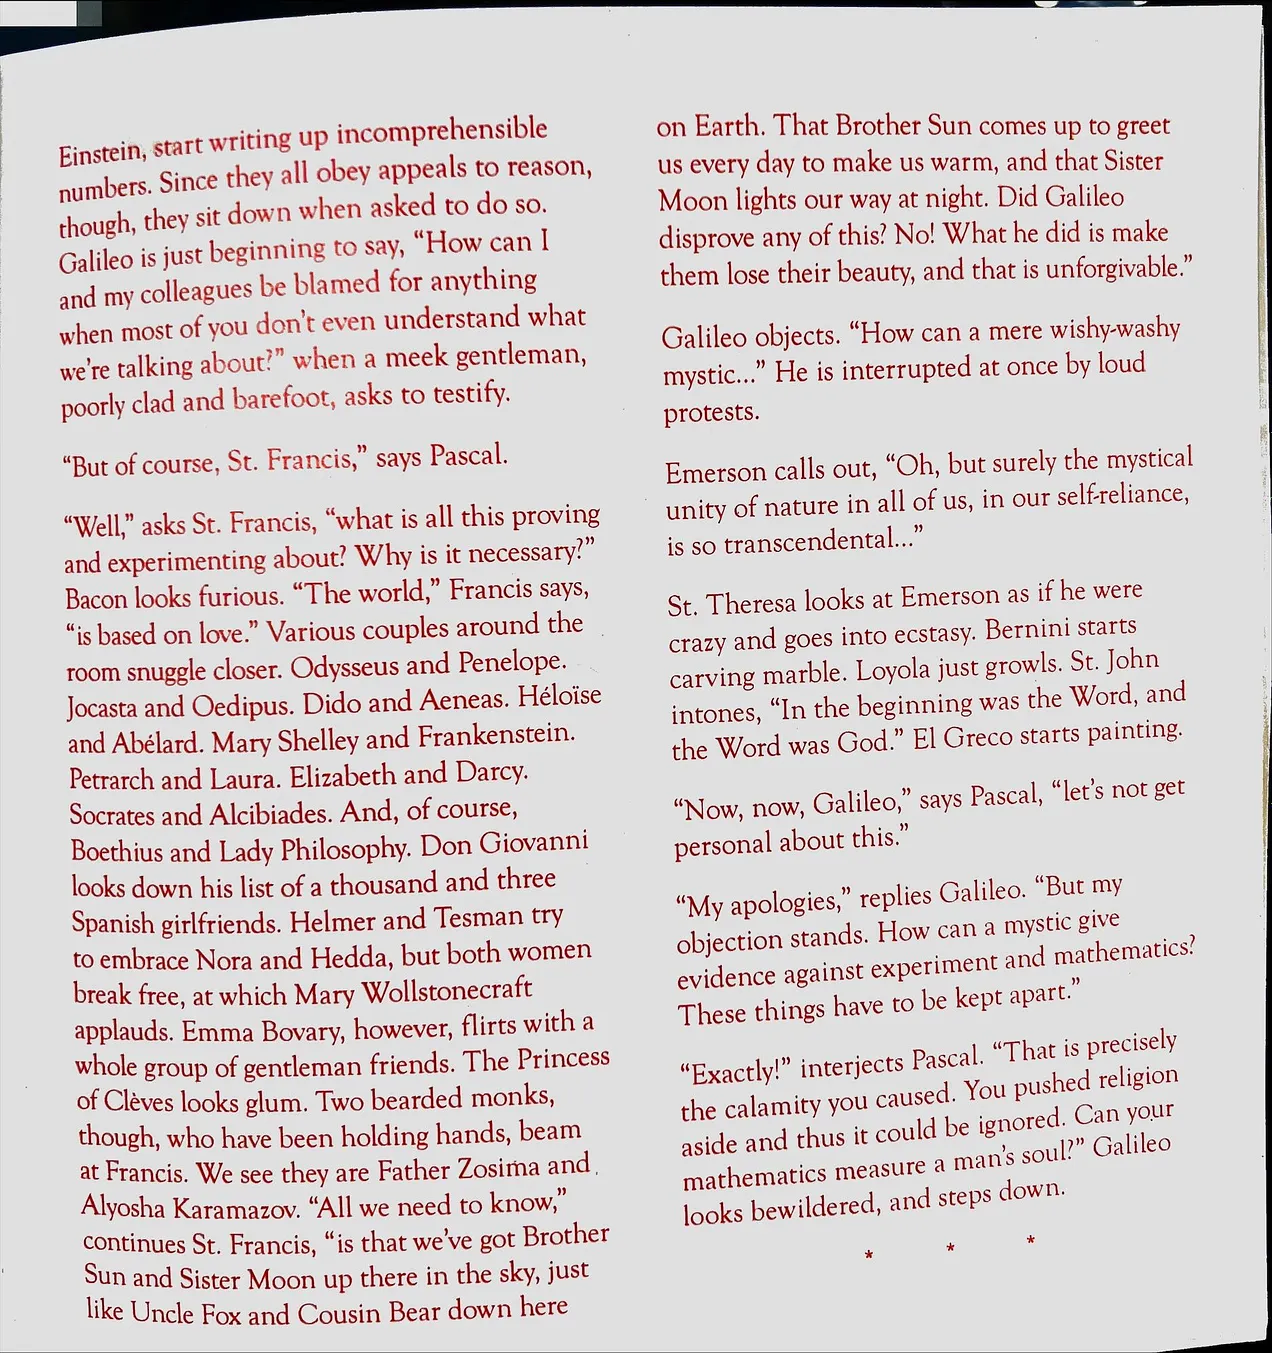 Einstein, start writing up incomprehensible
numbers. Since they all obey appeals to reason,
though, they sit down when asked to do so.
Galileo is just beginning to say, “How can I
and my colleagues be blamed for anything
when most of you don’t even understand what
we’re talking about?” when a meek gentleman,
poorly clad and barefoot, asks to testify.
“But of course, St. Francis,” says Pascal.
“Well,” asks St. Francis, “what is all this proving
and experimenting about? Why is it necessary?”
Bacon looks furious. “The world,” Francis says,
“is based on love.” Various couples around the
room snuggle closer. Odysseus and Penelope.
Jocasta and Oedipus. Dido and Aeneas. Héloïse
and Abélard. Mary Shelley and Frankenstein.
Petrarch and Laura. Elizabeth and Darcy.
Socrates and Alcibiades. And, of course,
Boethius and Lady Philosophy. Don Giovanni
looks down his list of a thousand and three
Spanish girlfriends. Helmer and Tesman try
to embrace Nora and Hedda, but both women
break free, at which Mary Wollstonecraft
applauds. Emma Bovary, however, flirts with a
whole group of gentleman friends. The Princess
of Clèves looks glum. Two bearded monks,
though, who have been holding hands, beam
at Francis. We see they are Father Zosima and
Alyosha Karamazov. “All we need to know,”
continues St. Francis, “is that we’ve got Brother
Sun and Sister Moon up there in the sky, just
like Uncle Fox and Cousin Bear down here
on Earth. That Brother Sun comes up to greet
us every day to make us warm, and that Sister
Moon lights our way at night. Did Galileo
disprove any of this? No! What he did is make
them lose their beauty, and that is unforgivable.”
Galileo objects. “How can a mere wishy-washy
mystic...” He is interrupted at once by loud
protests.
Emerson calls out, “Oh, but surely the mystical
unity of nature in all of us, in our self-reliance,
is so transcendental...”
St. Theresa looks at Emerson as if he were
crazy and goes into ecstasy. Bernini starts
carving marble. Loyola just growls. St. John
intones, “In the beginning was the Word, and
the Word was God.” El Greco starts painting.
“Now, now, Galileo,” says Pascal, “let’s not get
personal about this.”
“My apologies,” replies Galileo. “But my
objection stands. How can a mystic give
evidence against experiment and mathematics?
These things have to be kept apart.”
“Exactly!” interjects Pascal. “That is precisely
the calamity you caused. You pushed religion
aside and thus it could be ignored. Can your
mathematics measure a man’s soul?” Galileo
looks bewildered, and steps down.
* * *